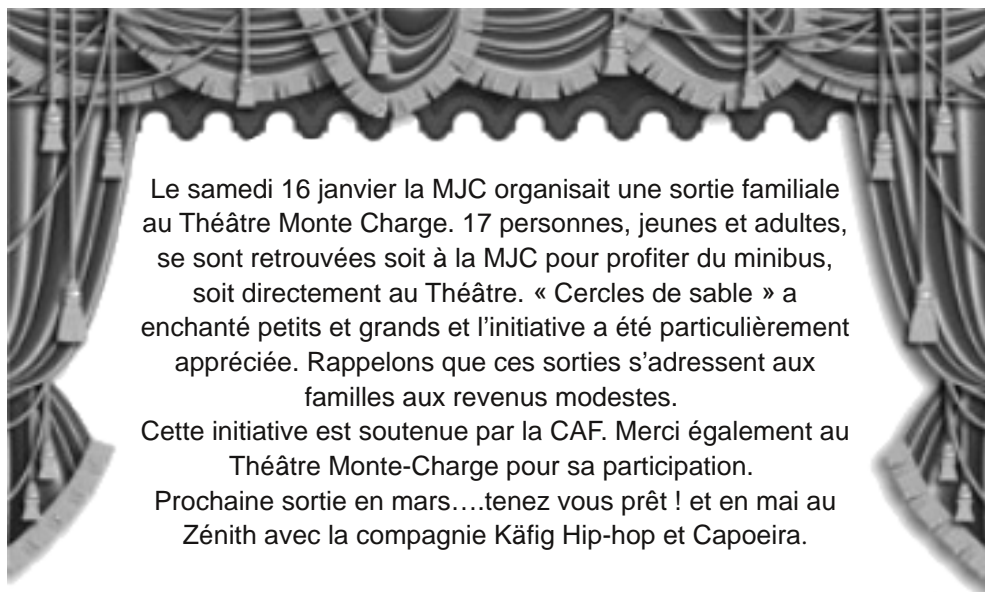 Le samedi 16 janvier la MJC organisait une sortie familiale
au Théâtre Monte Charge. 17 personnes, jeunes et adultes,
se sont retrouvées soit à la MJC pour profiter du minibus,
soit directement au Théâtre. « Cercles de sable » a
enchanté petits et grands et l’initiative a été particulièrement
appréciée. Rappelons que ces sorties s’adressent aux
familles aux revenus modestes.
Cette initiative est soutenue par la CAF. Merci également au
Théâtre Monte-Charge pour sa participation.
Prochaine sortie en mars….tenez vous prêt ! et en mai au
Zénith avec la compagnie Käfig Hip-hop et Capoeira.